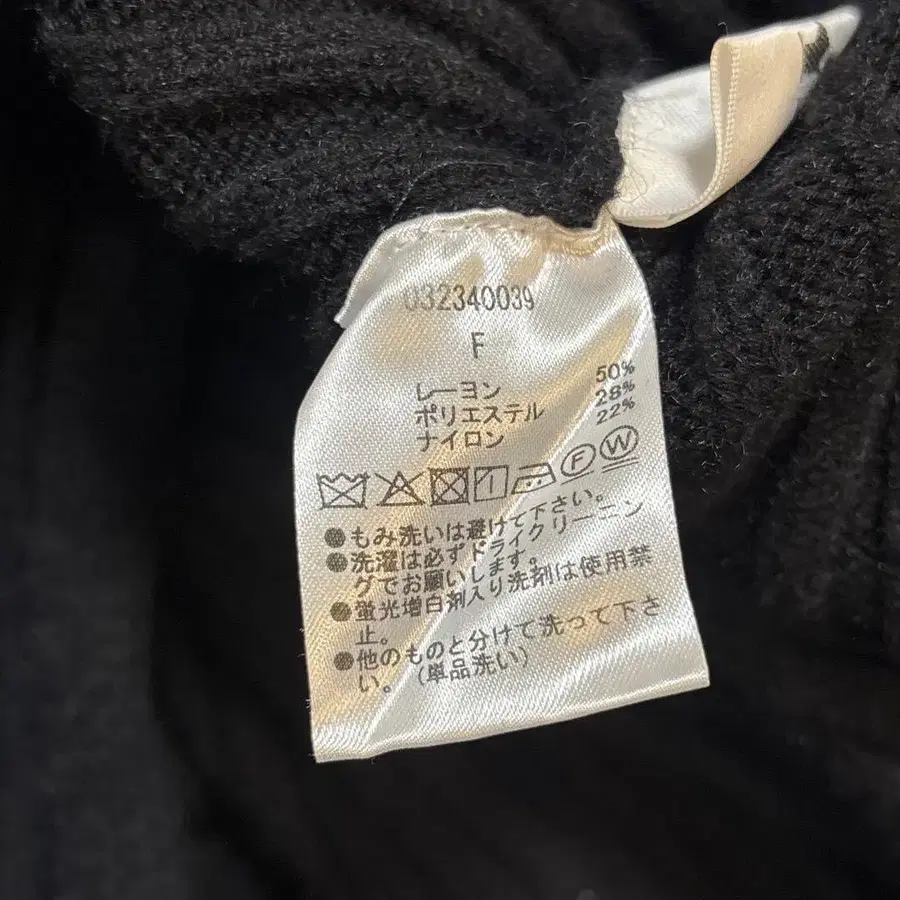 032340039
F
レーヨン 50%
ポリエステル 28%
ナイロン 22%
F W
●もみ洗いは避けて下さい。
●洗濯は必ずドライクリーニン
グでお願いします。
●蛍光増白剤入り洗剤は使用禁
止。
●他のものと分けて洗って下さ
い。(単品洗い)